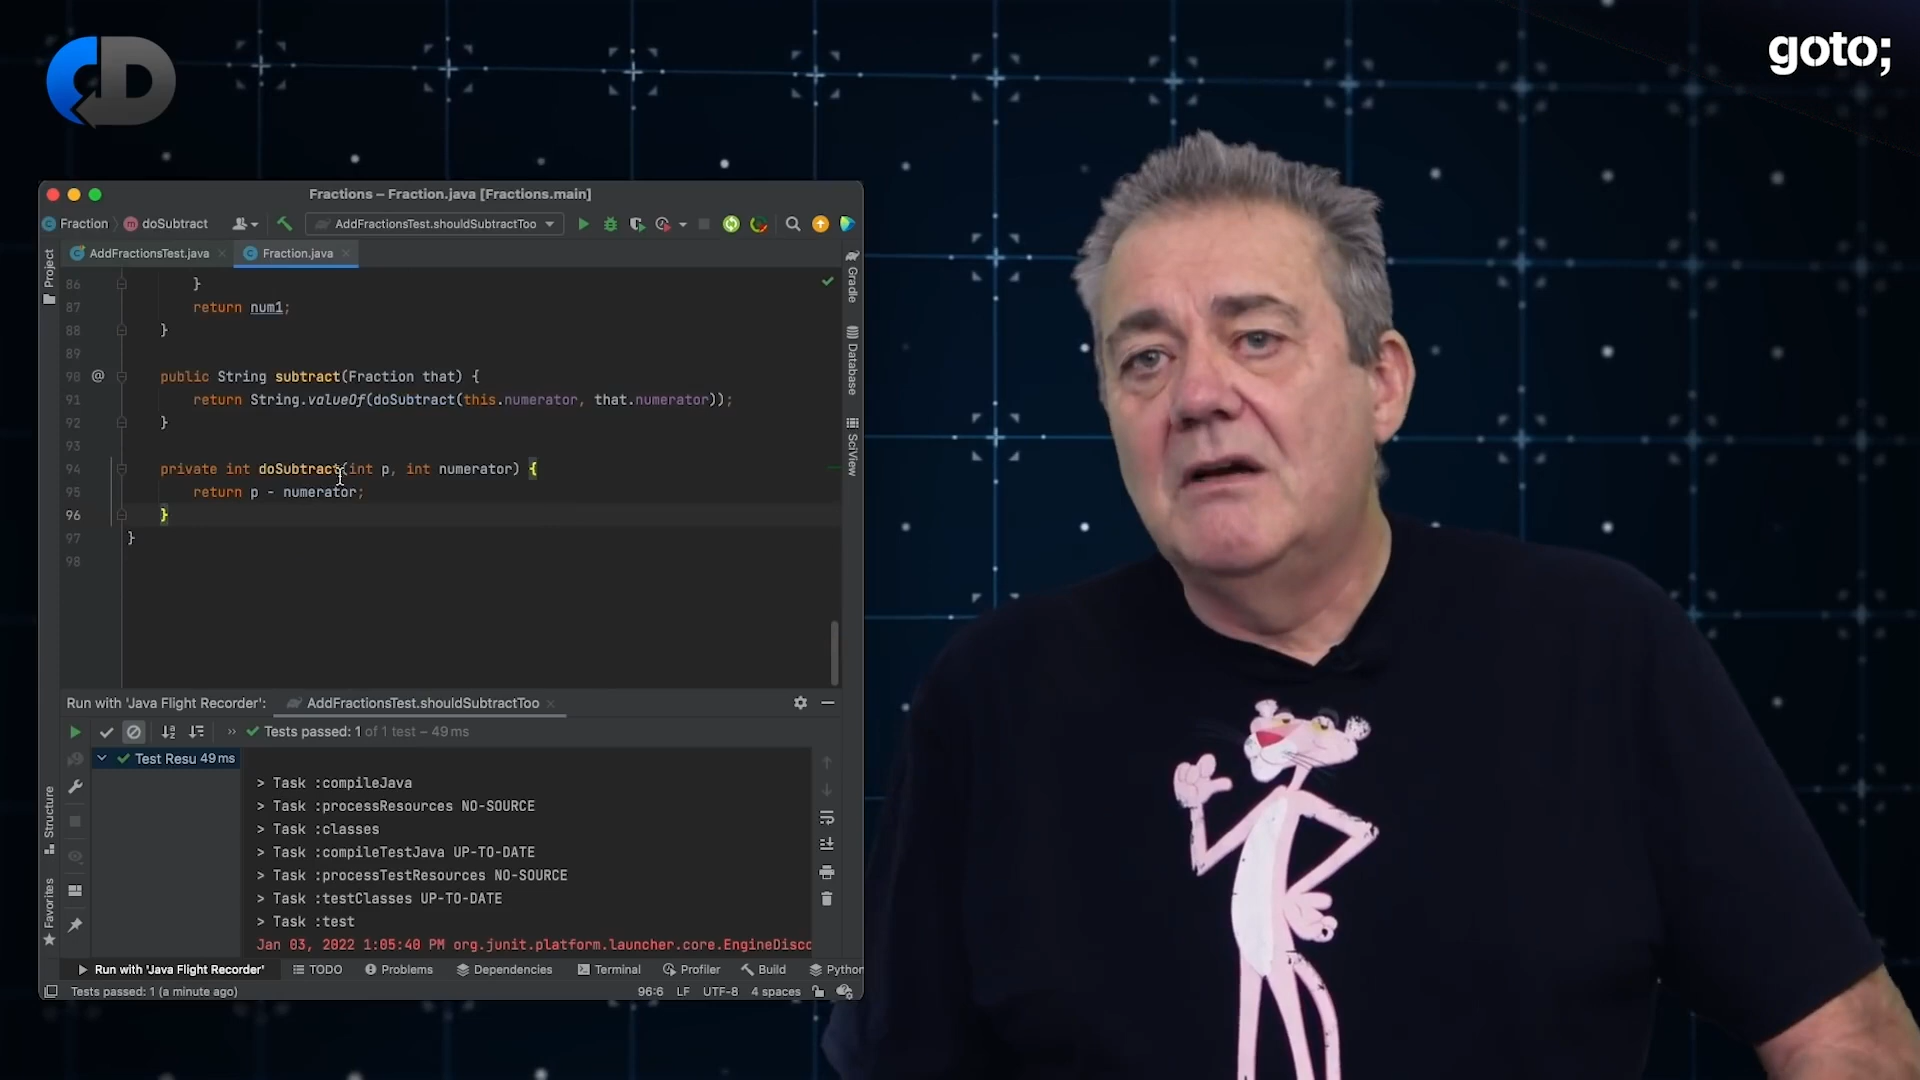 CD
goto;
Fractions – Fraction.java [Fractions.main]
Fraction doSubtract AddFractionsTest.shouldSubtractToo
AddFractionsTest.java Fraction.java
Project
Gradle
Database
SciView
86 }
87 return num1;
88 }
89
90 @ public String subtract(Fraction that) {
91 return String.valueOf(doSubtract(this.numerator, that.numerator));
92 }
93
94 private int doSubtract(int p, int numerator) {
95 return p - numerator;
96 }
97 }
98
Run with 'Java Flight Recorder': AddFractionsTest.shouldSubtractToo
» Tests passed: 1 of 1 test – 49 ms
Test Resu 49 ms
> Task :compileJava
> Task :processResources NO-SOURCE
> Task :classes
> Task :compileTestJava UP-TO-DATE
> Task :processTestResources NO-SOURCE
> Task :testClasses UP-TO-DATE
> Task :test
Jan 03, 2022 1:05:40 PM org.junit.platform.launcher.core.EngineDisco
Structure
Favorites
Run with 'Java Flight Recorder' TODO Problems Dependencies Terminal Profiler Build Python
Tests passed: 1 (a minute ago) 96:6 LF UTF-8 4 spaces